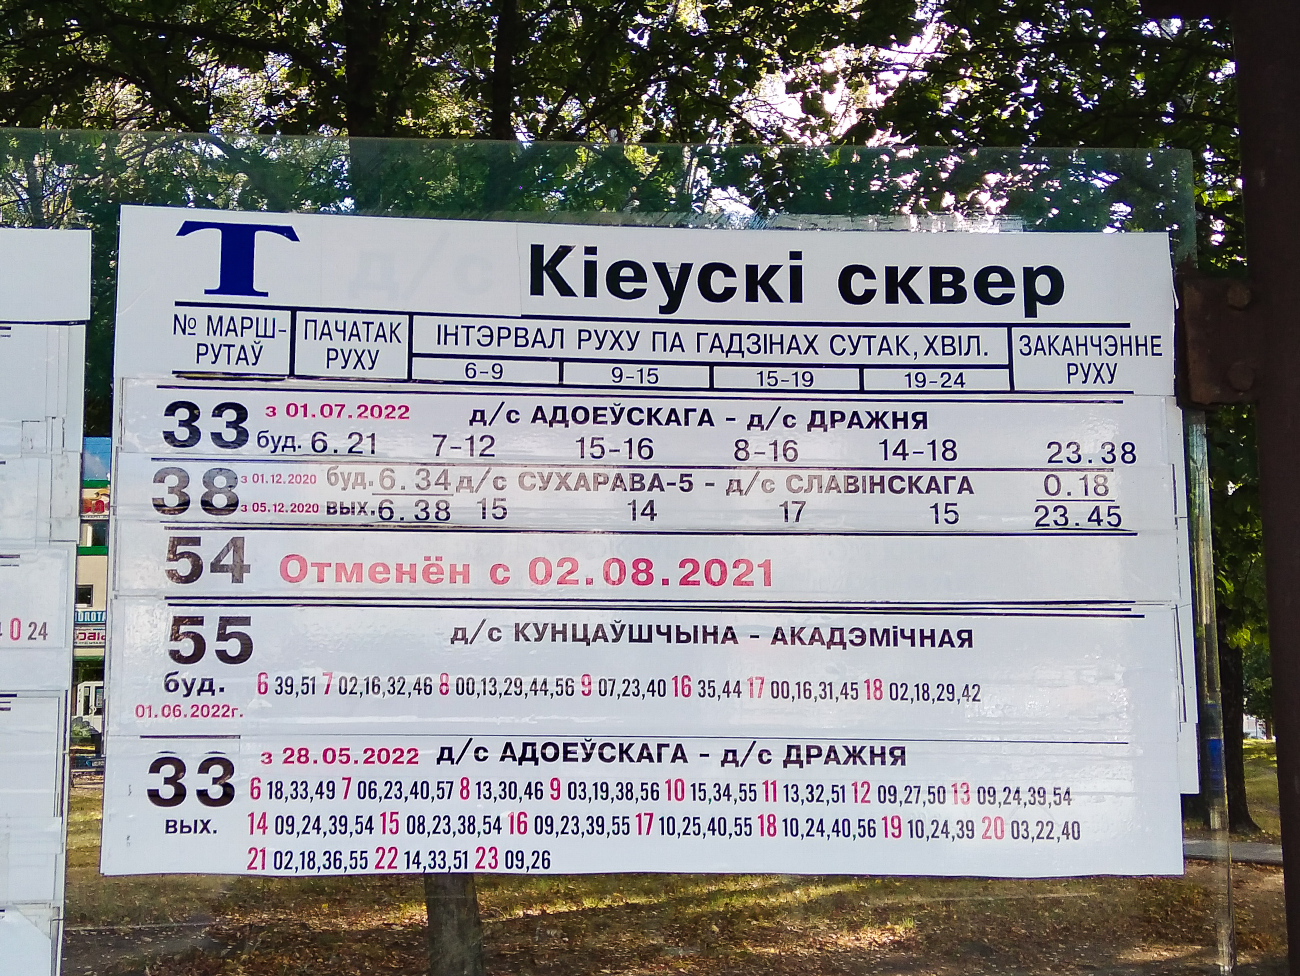 Т Кіеускі сквер
№ МАРШ-РУТАЎ ПАЧАТАК РУХУ ІНТЭРВАЛ РУХУ ПА ГАДЗІНАХ СУТАК, ХВІЛ. ЗАКАНЧЭННЕ РУХУ
6-9 9-15 15-19 19-24
33 з 01.07.2022 д/с АДОЕЎСКАГА - д/с ДРАЖНЯ
буд. 6.21 7-12 15-16 8-16 14-18 23.38
38 з 01.12.2020 буд. 6.34 д/с СУХАРАВА-5 - д/с СЛАВІНСКАГА 0.18
з 05.12.2020 вых. 6.38 15 14 17 15 23.45
54 Отменён с 02.08.2021
55 д/с КУНЦАЎШЧЫНА - АКАДЭМіЧНАЯ
буд. 6 39,51 7 02,16,32,46 8 00,13,29,44,56 9 07,23,40 16 35,44 17 00,16,31,45 18 02,18,29,42
01.06.2022г.
33 з 28.05.2022 д/с АДОЕЎСКАГА - д/с ДРАЖНЯ
6 18,33,49 7 06,23,40,57 8 13,30,46 9 03,19,38,56 10 15,34,55 11 13,32,51 12 09,27,50 13 09,24,39,54
вых. 14 09,24,39,54 15 08,23,38,54 16 09,23,39,55 17 10,25,40,55 18 10,24,40,56 19 10,24,39 20 03,22,40
21 02,18,36,55 22 14,33,51 23 09,26
0 24